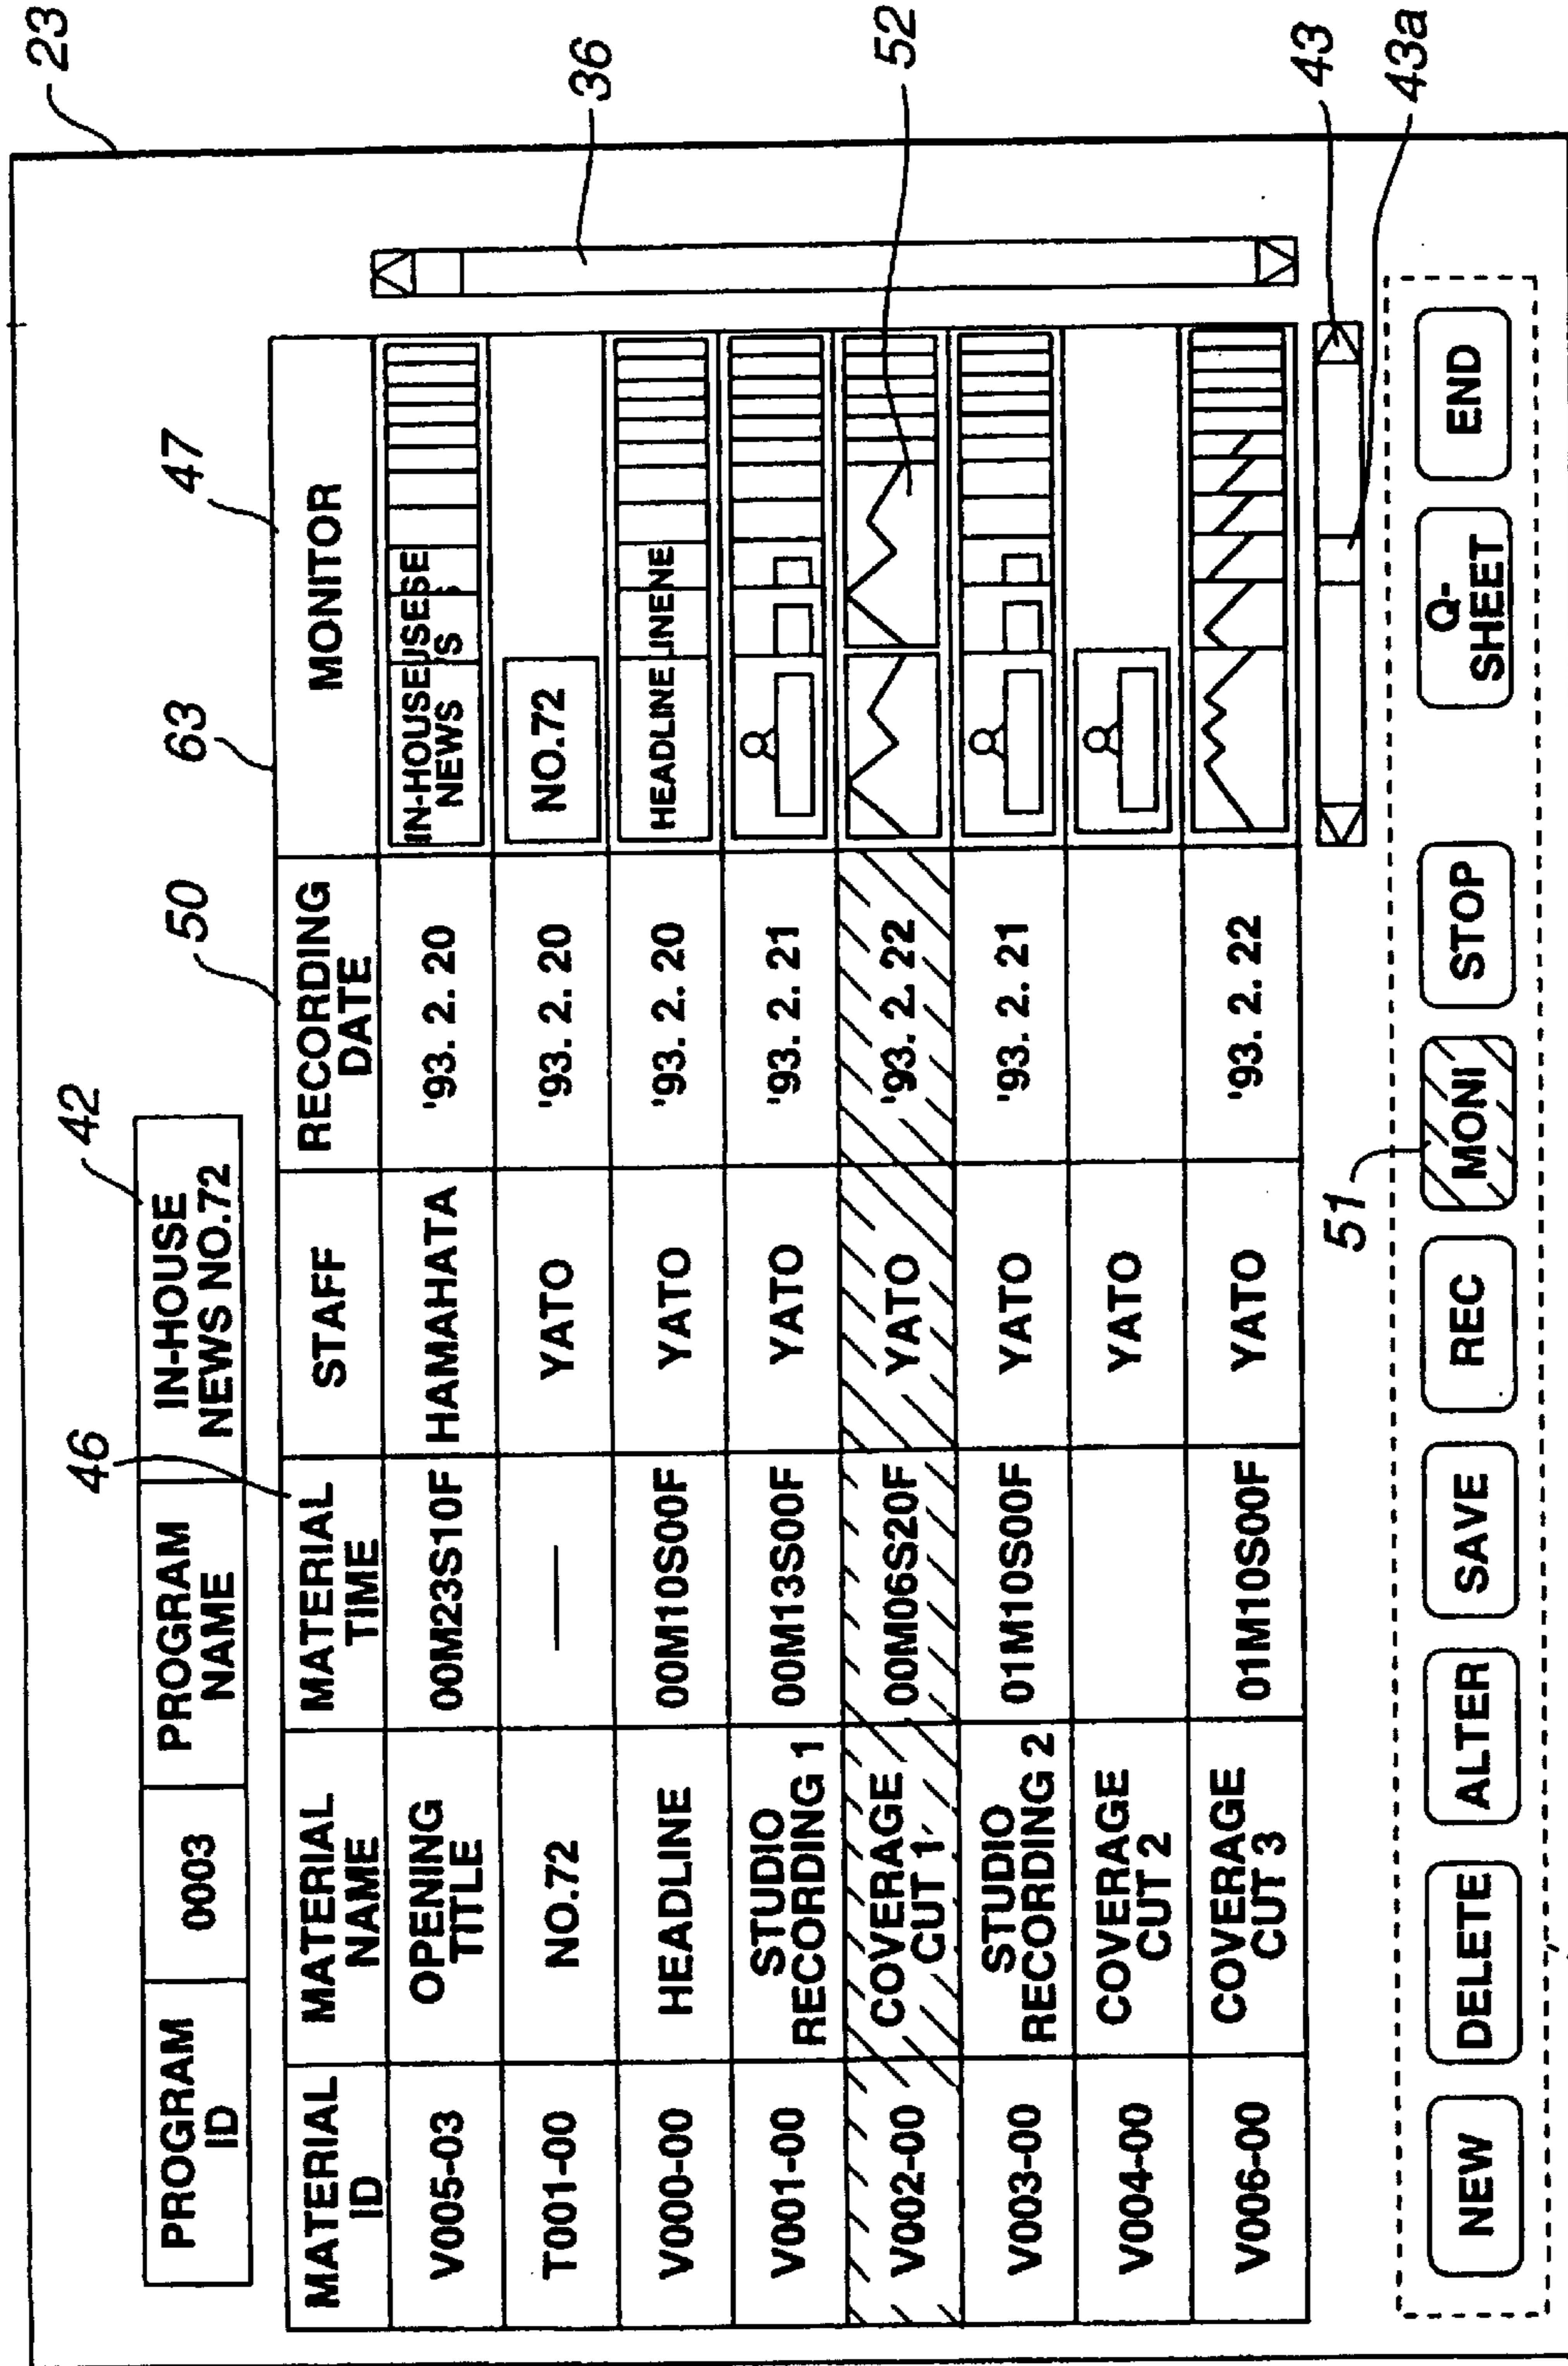 23
42
PROGRAM ID 0003 PROGRAM NAME IN-HOUSE NEWS NO.72
46 50 63 47
MATERIAL ID MATERIAL NAME MATERIAL TIME STAFF RECORDING DATE MONITOR
36
V005-03 OPENING TITLE 00M23S10F HAMAHATA '93. 2. 20 IN-HOUSE NEWS USE 'S SE
T001-00 NO.72 — YATO '93. 2. 20 NO.72
V000-00 HEADLINE 00M10S00F YATO '93. 2. 20 HEADLINE LINE NE
V001-00 STUDIO RECORDING 1 00M13S00F YATO '93. 2. 21
V002-00 COVERAGE CUT 1 00M06S20F YATO '93. 2. 22
52
V003-00 STUDIO RECORDING 2 01M10S00F YATO '93. 2. 21
V004-00 COVERAGE CUT 2 YATO
V006-00 COVERAGE CUT 3 01M10S00F YATO '93. 2. 22
43
51
43a
NEW DELETE ALTER SAVE REC MONI STOP Q-SHEET END